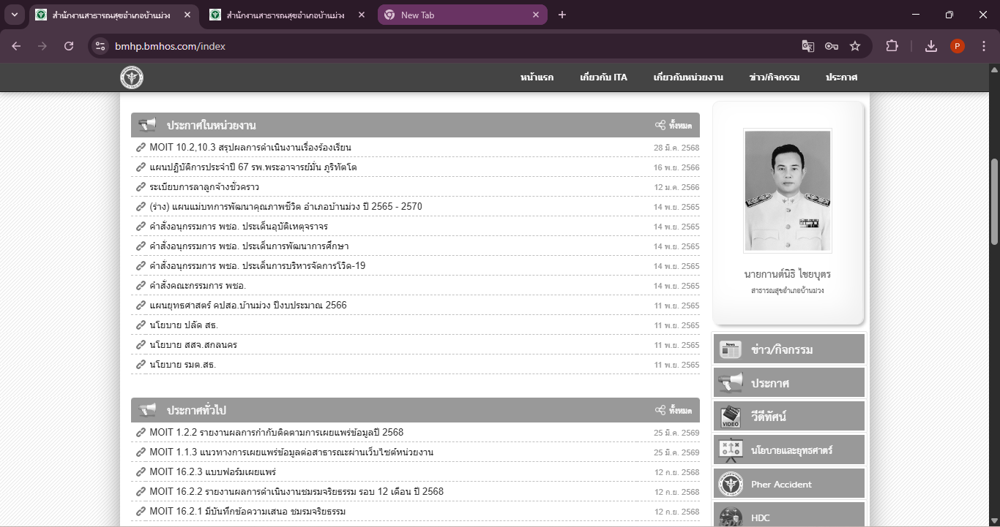 สำนักงานสาธารณสุขอำเภอบ้านม่วง
สำนักงานสาธารณสุขอำเภอบ้านม่วง
New Tab
bmhp.bmhos.com/index
P
หน้าแรก
เกี่ยวกับ ITA
เกี่ยวกับหน่วยงาน
ข่าว/กิจกรรม
ประกาศ
ประกาศในหน่วยงาน
ทั้งหมด
MOIT 10.2,10.3 สรุปผลการดำเนินงานเรื่องร้องเรียน 28 มี.ค. 2568
แผนปฏิบัติการประจำปี 67 รพ.พระอาจารย์มั่น ภูริทัตโต 16 พ.ย. 2566
ระเบียบการลาลูกจ้างชั่วคราว 12 ม.ค. 2566
(ร่าง) แผนแม่บทการพัฒนาคุณภาพชีวิต อำเภอบ้านม่วง ปี 2565 - 2570 14 พ.ย. 2565
คำสั่งอนุกรรมการ พชอ. ประเด็นอุบัติเหตุจราจร 14 พ.ย. 2565
คำสั่งอนุกรรมการ พชอ. ประเด็นการพัฒนาการศึกษา 14 พ.ย. 2565
คำสั่งอนุกรรมการ พชอ. ประเด็นการบริหารจัดการโวิด-19 14 พ.ย. 2565
คำสั่งคณะกรรมการ พชอ. 14 พ.ย. 2565
แผนยุทธศาสตร์ คปสอ.บ้านม่วง ปีงบประมาณ 2566 11 พ.ย. 2565
นโยบาย ปลัด สธ. 11 พ.ย. 2565
นโยบาย สสจ.สกลนคร 11 พ.ย. 2565
นโยบาย รมต.สธ. 11 พ.ย. 2565
ประกาศทั่วไป
ทั้งหมด
MOIT 1.2.2 รายงานผลการกำกับติดตามการเผยแพร่ข้อมูลปี 2568 25 มี.ค. 2569
MOIT 1.1.3 แนวทางการเผยแพร่ข้อมูลต่อสาธารณะผ่านเว็บไซต์หน่วยงาน 25 มี.ค. 2569
MOIT 16.2.3 แบบฟอร์มเผยแพร่ 12 ก.ย. 2568
MOIT 16.2.2 รายงานผลการดำเนินงานชมรมจริยธรรม รอบ 12 เดือน ปี 2568 12 ก.ย. 2568
MOIT 16.2.1 มีบันทึกข้อความเสนอ ชมรมจริยธรรม 12 ก.ย. 2568
นายกานต์นิธิ ไชยบุตร
สาธารณสุขอำเภอบ้านม่วง
News
ข่าว/กิจกรรม
ประกาศ
VIDEO
วีดีทัศน์
นโยบายและยุทธศาตร์
Pher Accident
HDC